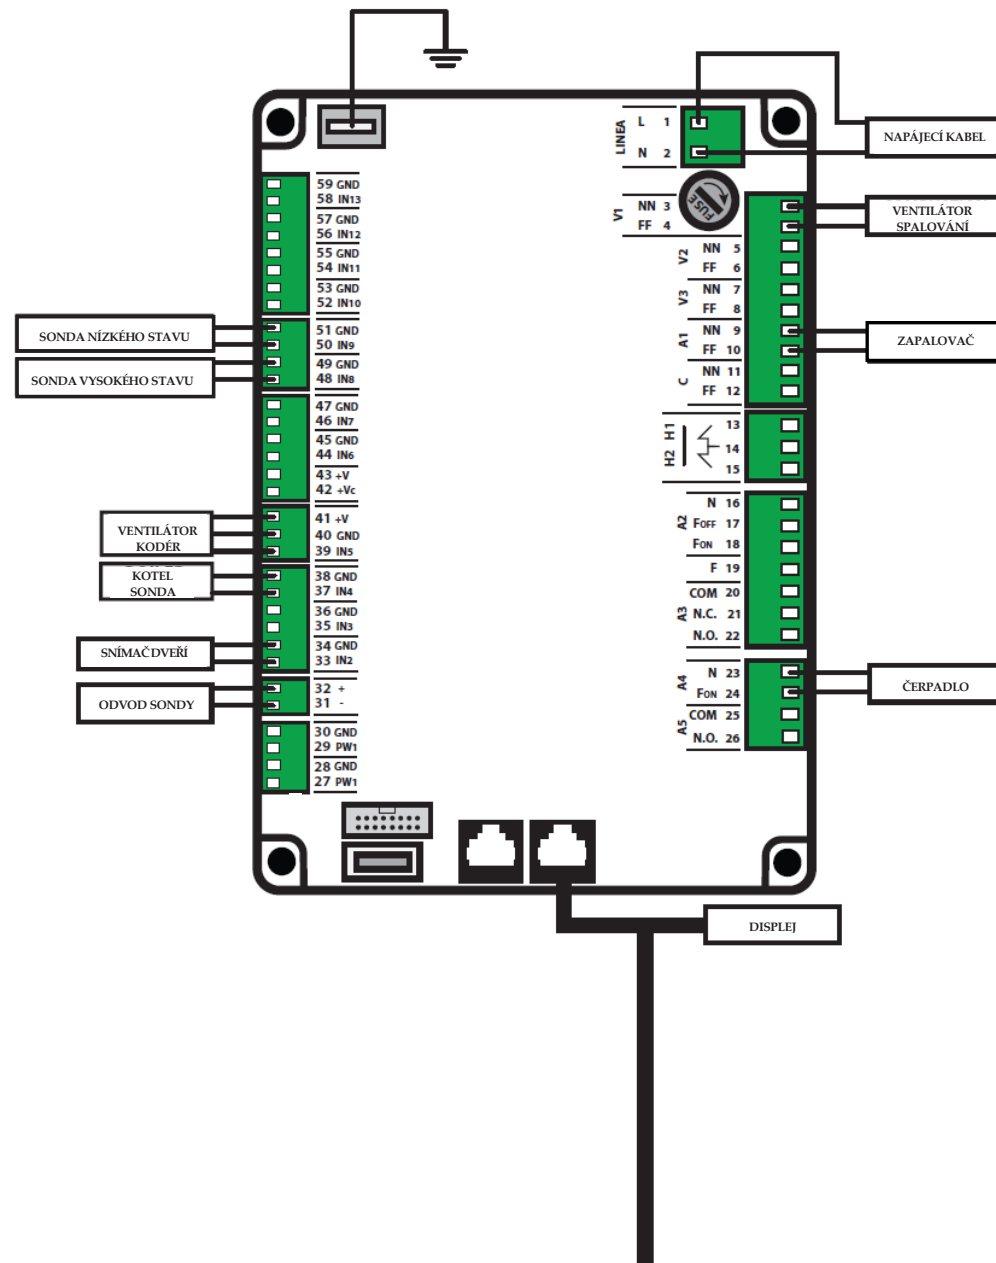 L 1
N 2
LINEA
NAPÁJECÍ KABEL
FUSE
V1
NN 3
FF 4
VENTILÁTOR
SPALOVÁNÍ
V2
NN 5
FF 6
V3
NN 7
FF 8
A1
NN 9
FF 10
ZAPALOVAČ
C
NN 11
FF 12
H1
H2
13
14
15
A2
N 16
FOFF 17
FON 18
F 19
A3
COM 20
N.C. 21
N.O. 22
A4
N 23
FON 24
ČERPADLO
A5
COM 25
N.O. 26
59 GND
58 IN13
57 GND
56 IN12
55 GND
54 IN11
53 GND
52 IN10
SONDA NÍZKÉHO STAVU
51 GND
50 IN9
SONDA VYSOKÉHO STAVU
49 GND
48 IN8
47 GND
46 IN7
45 GND
44 IN6
43 +V
42 +Vc
VENTILÁTOR
KODÉR
41 +V
40 GND
39 IN5
KOTEL
SONDA
38 GND
37 IN4
36 GND
35 IN3
SNÍMAČ DVEŘÍ
34 GND
33 IN2
ODVOD SONDY
32 +
31 -
30 GND
29 PW1
28 GND
27 PW1
DISPLEJ